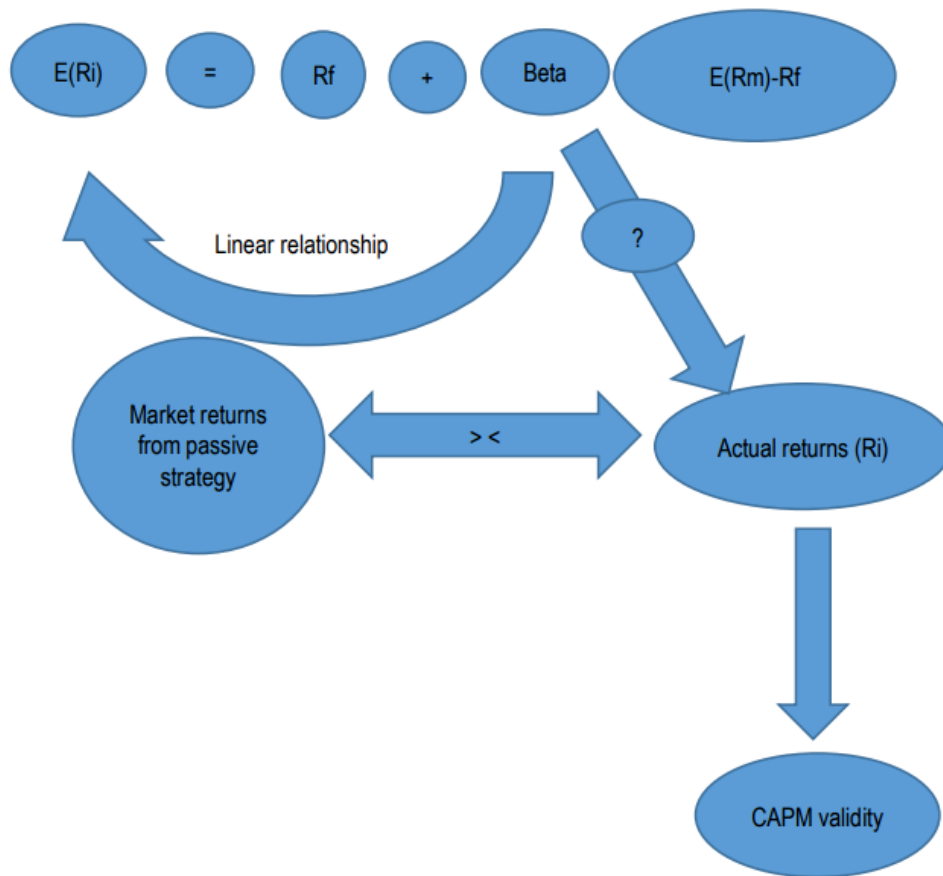 E(Ri)
=
Rf
+
Beta
E(Rm)-Rf
?
Linear relationship
Market returns
from passive
strategy
> <
Actual returns (Ri)
CAPM validity